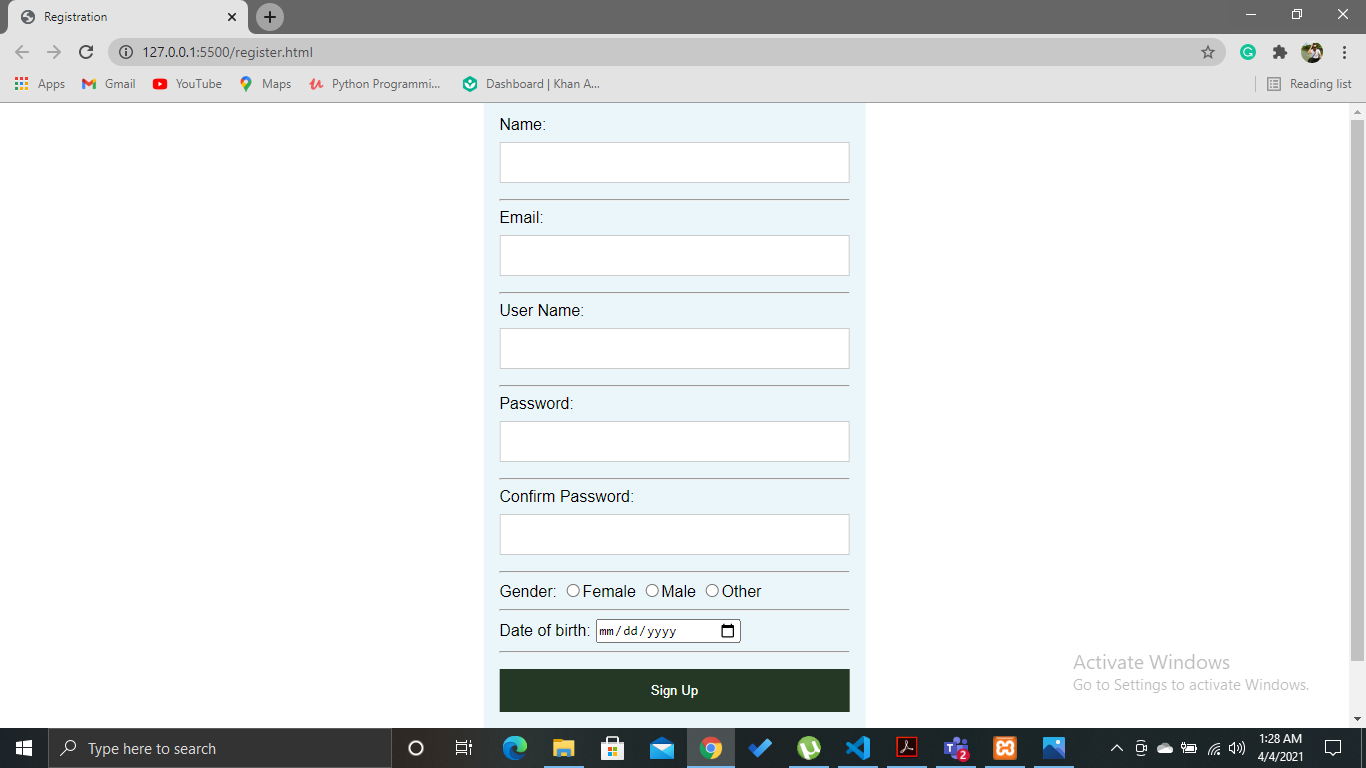 Registration
127.0.0.1:5500/register.html
Apps Gmail YouTube Maps Python Programmi... Dashboard | Khan A... Reading list
Name:
Email:
User Name:
Password:
Confirm Password:
Gender: Female Male Other
Date of birth: mm/dd/yyyy
Sign Up
Activate Windows
Go to Settings to activate Windows.
Type here to search
2
1:28 AM
4/4/2021